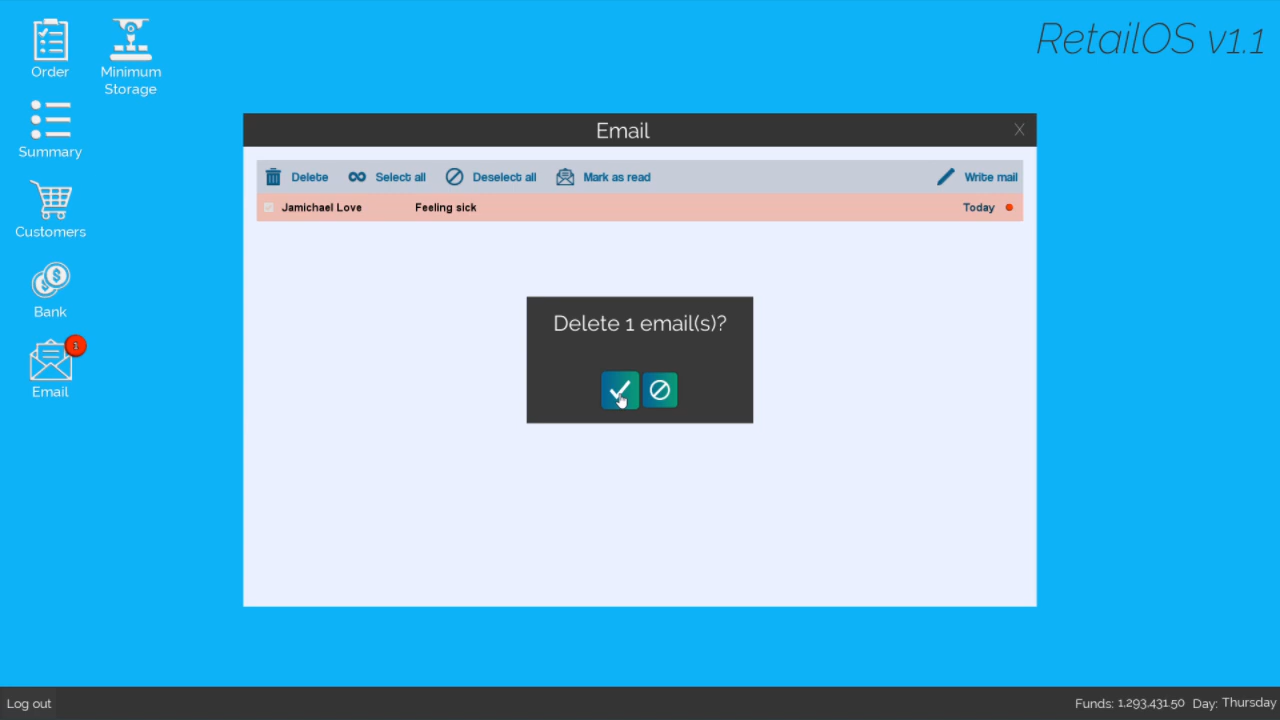 RetailOS v1.1
Order
Minimum
Storage
Summary
Customers
Bank
1
Email
Email
X
Delete
Select all
Deselect all
Mark as read
Write mail
Jamichael Love
Feeling sick
Today
Delete 1 email(s)?
Log out
Funds: 1,293,431.50 Day: Thursday